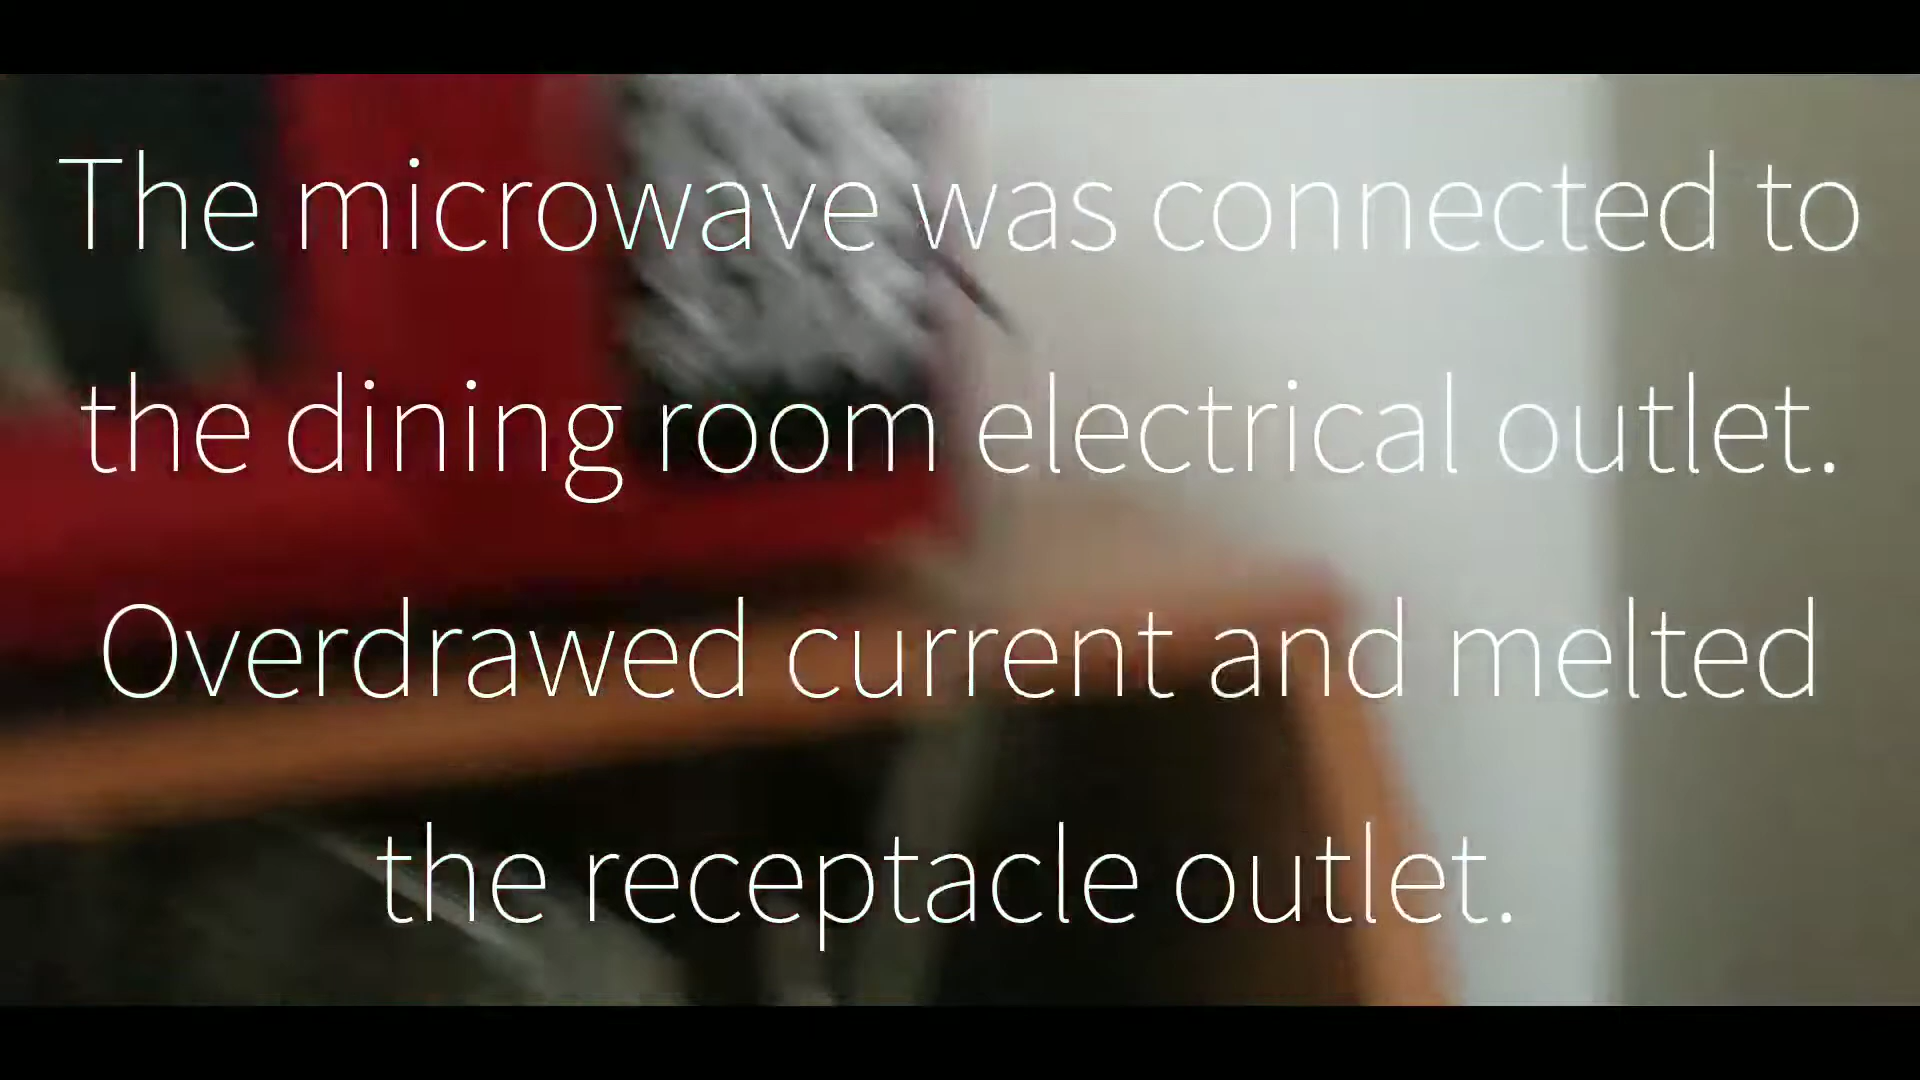 The microwave was connected to
the dining room electrical outlet.
Overdrawed current and melted
the receptacle outlet.